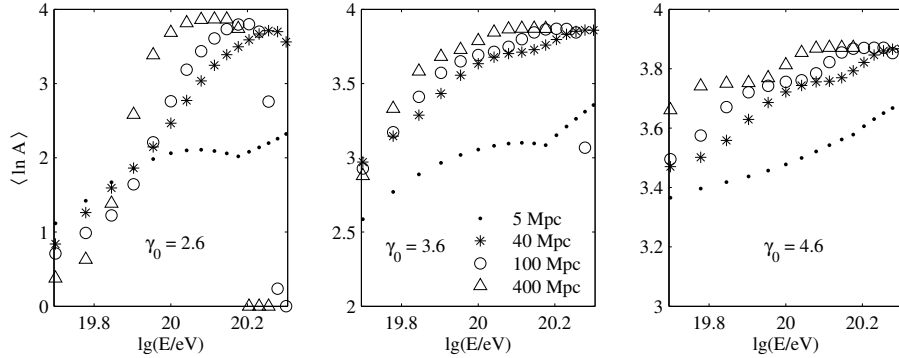 4
3
2
1
0
⟨ ln A ⟩
γ₀ = 2.6
19.8 20 20.2
lg(E/eV)
4
3.5
3
2.5
2
γ₀ = 3.6
5 Mpc
40 Mpc
100 Mpc
400 Mpc
19.8 20 20.2
lg(E/eV)
4
3.8
3.6
3.4
3.2
3
γ₀ = 4.6
19.8 20 20.2
lg(E/eV)